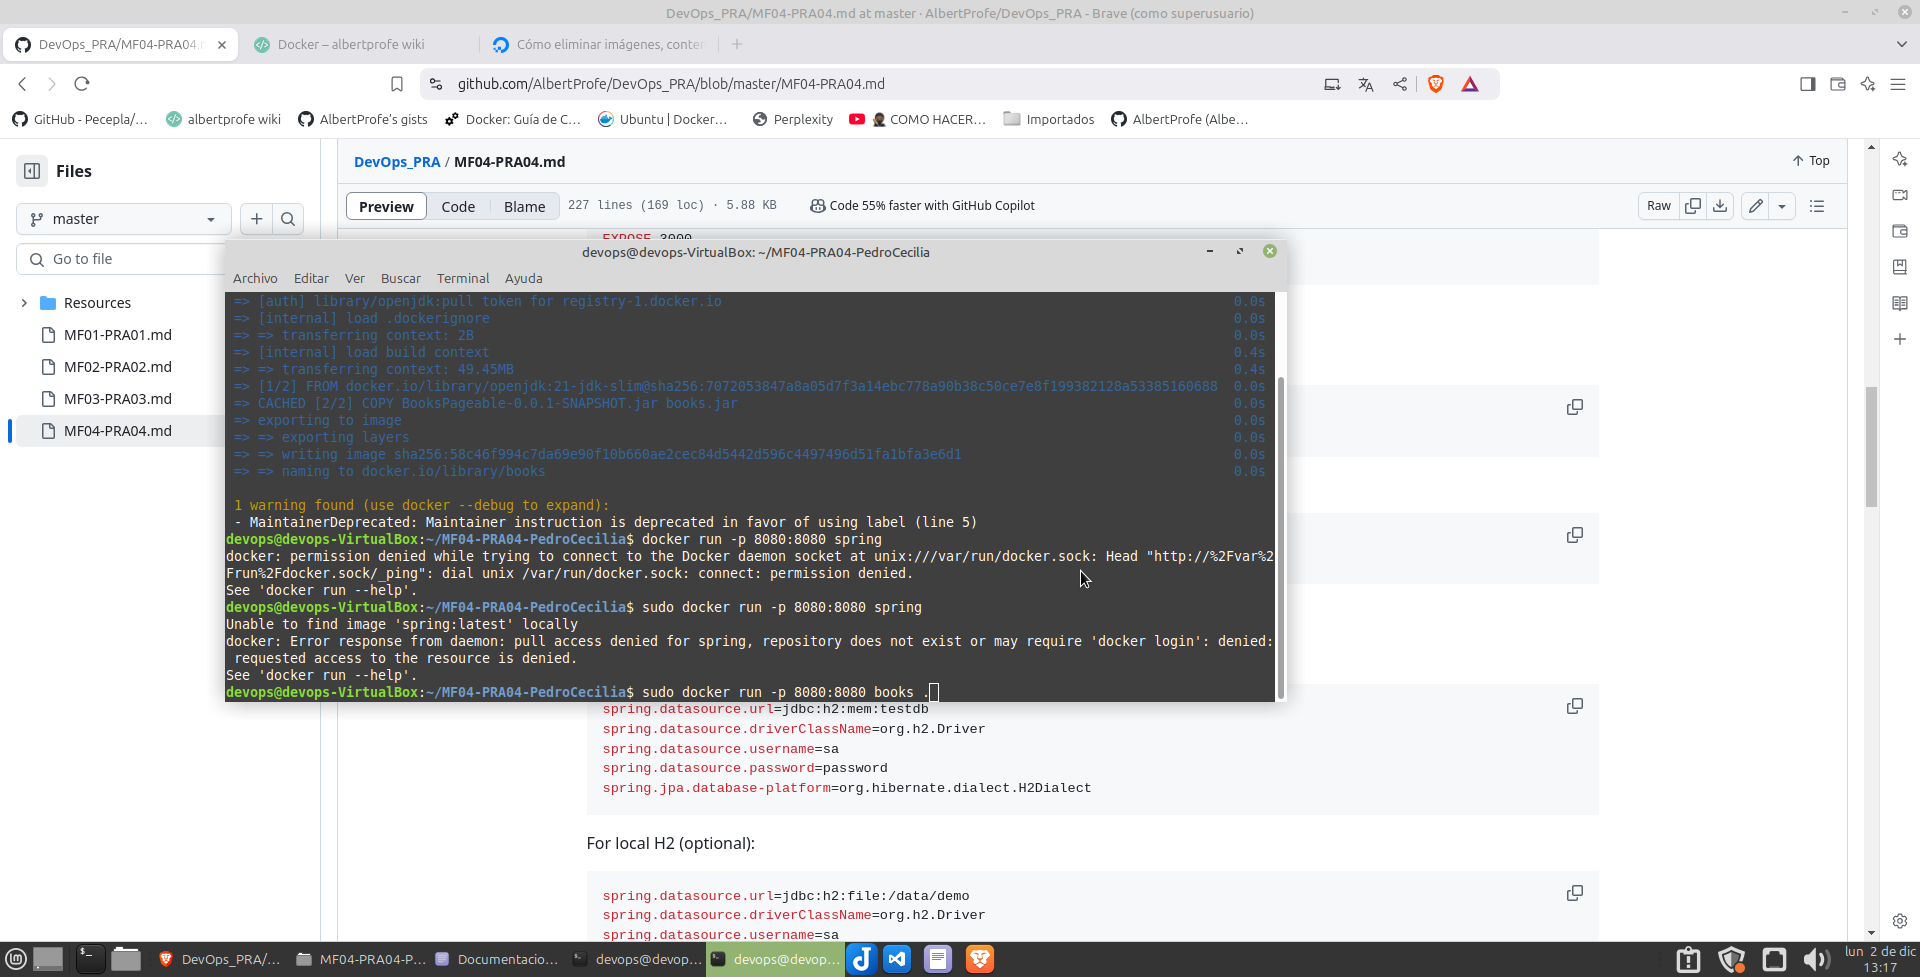 DevOps_PRA/MF04-PRA04.md at master · AlbertProfe/DevOps_PRA - Brave (como superusuario)
DevOps_PRA/MF04-PRA04.
Docker – albertprofe wiki
Cómo eliminar imágenes, conte
github.com/AlbertProfe/DevOps_PRA/blob/master/MF04-PRA04.md
GitHub - Pecepla/...
albertprofe wiki
AlbertProfe's gists
Docker: Guía de C...
Ubuntu | Docker...
Perplexity
COMO HACER...
Importados
AlbertProfe (Albe...
Files
master
Go to file
Resources
MF01-PRA01.md
MF02-PRA02.md
MF03-PRA03.md
MF04-PRA04.md
DevOps_PRA / MF04-PRA04.md
Top
Preview
Code
Blame
227 lines (169 loc) · 5.88 KB
Code 55% faster with GitHub Copilot
Raw
EXPOSE 3000
devops@devops-VirtualBox: ~/MF04-PRA04-PedroCecilia
Archivo Editar Ver Buscar Terminal Ayuda
=> [auth] library/openjdk:pull token for registry-1.docker.io 0.0s
=> [internal] load .dockerignore 0.0s
=> => transferring context: 2B 0.0s
=> [internal] load build context 0.4s
=> => transferring context: 49.45MB 0.4s
=> [1/2] FROM docker.io/library/openjdk:21-jdk-slim@sha256:7072053847a8a05d7f3a14ebc778a90b38c50ce7e8f199382128a53385160688 0.0s
=> CACHED [2/2] COPY BooksPageable-0.0.1-SNAPSHOT.jar books.jar 0.0s
=> exporting to image 0.0s
=> => exporting layers 0.0s
=> => writing image sha256:58c46f994c7da69e90f10b660ae2cec84d5442d596c4497496d51fa1bfa3e6d1 0.0s
=> => naming to docker.io/library/books 0.0s
1 warning found (use docker --debug to expand):
- MaintainerDeprecated: Maintainer instruction is deprecated in favor of using label (line 5)
devops@devops-VirtualBox:~/MF04-PRA04-PedroCecilia$ docker run -p 8080:8080 spring
docker: permission denied while trying to connect to the Docker daemon socket at unix:///var/run/docker.sock: Head "http://%2Fvar%2
Frun%2Fdocker.sock/_ping": dial unix /var/run/docker.sock: connect: permission denied.
See 'docker run --help'.
devops@devops-VirtualBox:~/MF04-PRA04-PedroCecilia$ sudo docker run -p 8080:8080 spring
Unable to find image 'spring:latest' locally
docker: Error response from daemon: pull access denied for spring, repository does not exist or may require 'docker login': denied:
requested access to the resource is denied.
See 'docker run --help'.
devops@devops-VirtualBox:~/MF04-PRA04-PedroCecilia$ sudo docker run -p 8080:8080 books .
spring.datasource.url=jdbc:h2:mem:testdb
spring.datasource.driverClassName=org.h2.Driver
spring.datasource.username=sa
spring.datasource.password=password
spring.jpa.database-platform=org.hibernate.dialect.H2Dialect
For local H2 (optional):
spring.datasource.url=jdbc:h2:file:/data/demo
spring.datasource.driverClassName=org.h2.Driver
spring.datasource.username=sa
DevOps_PRA/...
MF04-PRA04-P...
Documentacio...
devops@devop...
devops@devop...
lun 2 de dic
13:17